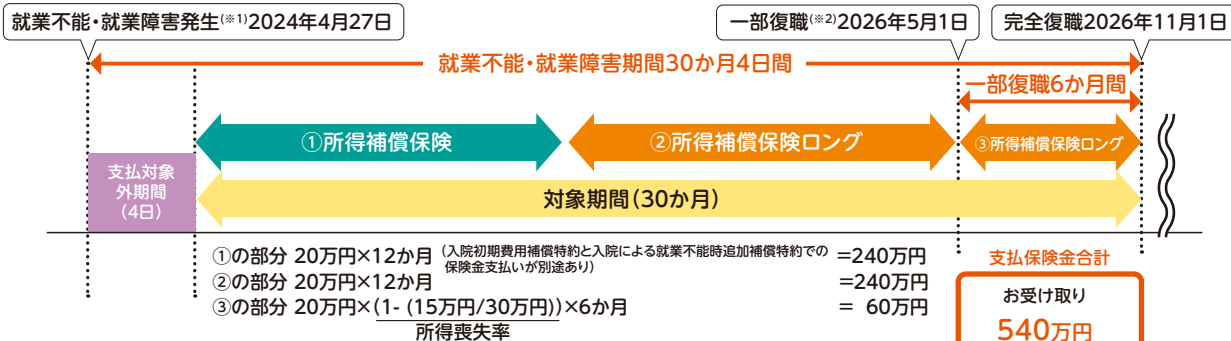 就業不能・就業障害発生(※1)2024年4月27日
一部復職(※2)2026年5月1日
完全復職2026年11月1日
就業不能・就業障害期間30か月4日間
一部復職6か月間
①所得補償保険
②所得補償保険ロング
③所得補償保険ロング
支払対象
外期間
(4日)
対象期間(30か月)
①の部分 20万円×12か月(入院初期費用補償特約と入院による就業不能時追加補償特約での
保険金支払いが別途あり) =240万円
②の部分 20万円×12か月 =240万円
③の部分 20万円×(1- (15万円/30万円))×6か月 = 60万円
所得喪失率
支払保険金合計
お受け取り
540万円